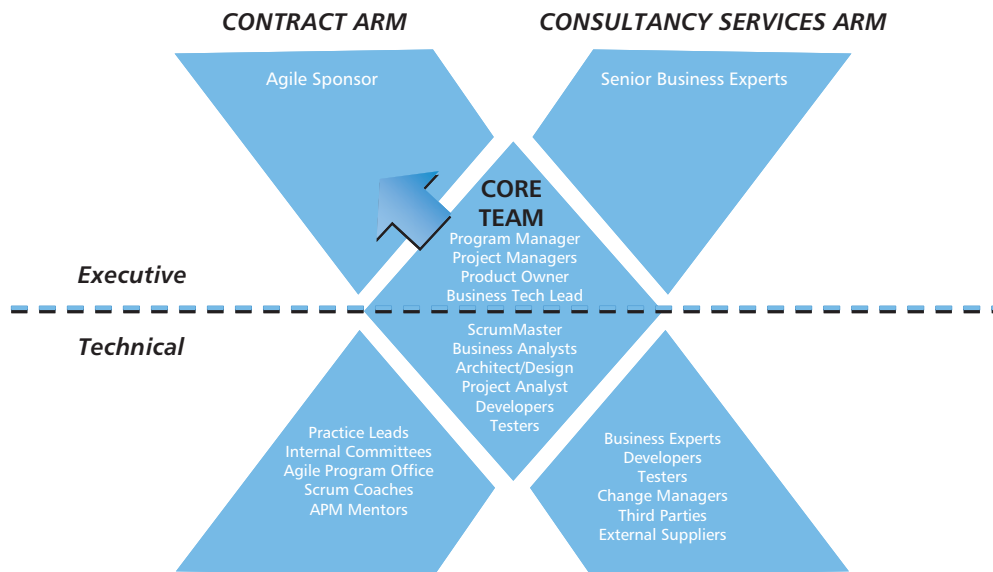 CONTRACT ARM
CONSULTANCY SERVICES ARM
Agile Sponsor
Senior Business Experts
CORE
TEAM
Program Manager
Project Managers
Product Owner
Business Tech Lead
Executive
Technical
ScrumMaster
Business Analysts
Architect/Design
Project Analyst
Developers
Testers
Practice Leads
Internal Committees
Agile Program Office
Scrum Coaches
APM Mentors
Business Experts
Developers
Testers
Change Managers
Third Parties
External Suppliers